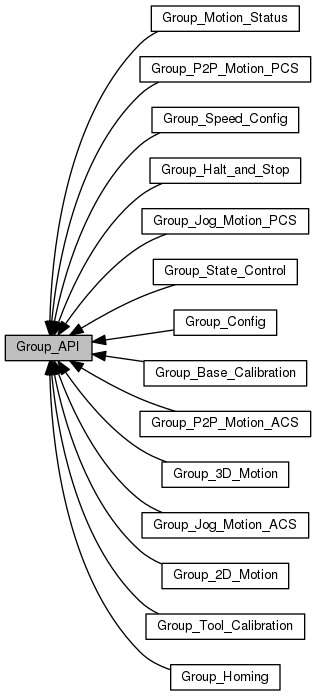 Group_Motion_Status
Group_P2P_Motion_PCS
Group_Speed_Config
Group_Halt_and_Stop
Group_Jog_Motion_PCS
Group_State_Control
Group_Config
Group_API
Group_Base_Calibration
Group_P2P_Motion_ACS
Group_3D_Motion
Group_Jog_Motion_ACS
Group_2D_Motion
Group_Tool_Calibration
Group_Homing